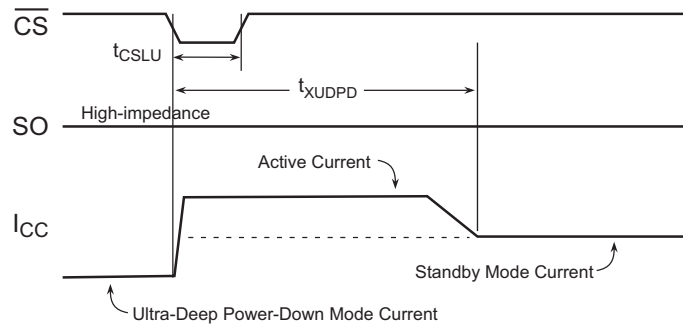 CS
tCSLU
tXUDPD
High-impedance
SO
Active Current
ICC
Standby Mode Current
Ultra-Deep Power-Down Mode Current